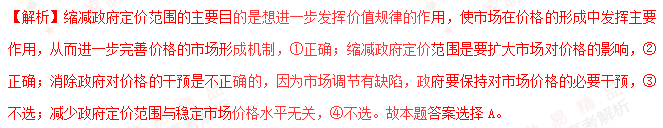 【解析】缩减政府定价范围的主要目的是想进一步发挥价值规律的作用，使市场在价格的形成中发挥主要
作用，从而进一步完善价格的市场形成机制，①正确；缩减政府定价范围是要扩大市场对价格的影响，②
正确；消除政府对价格的干预是不正确的，因为市场调节有缺陷，政府要保持对市场价格的必要干预，③
不选；减少政府定价范围与稳定市场价格水平无关，④不选。故本题答案选择 A。